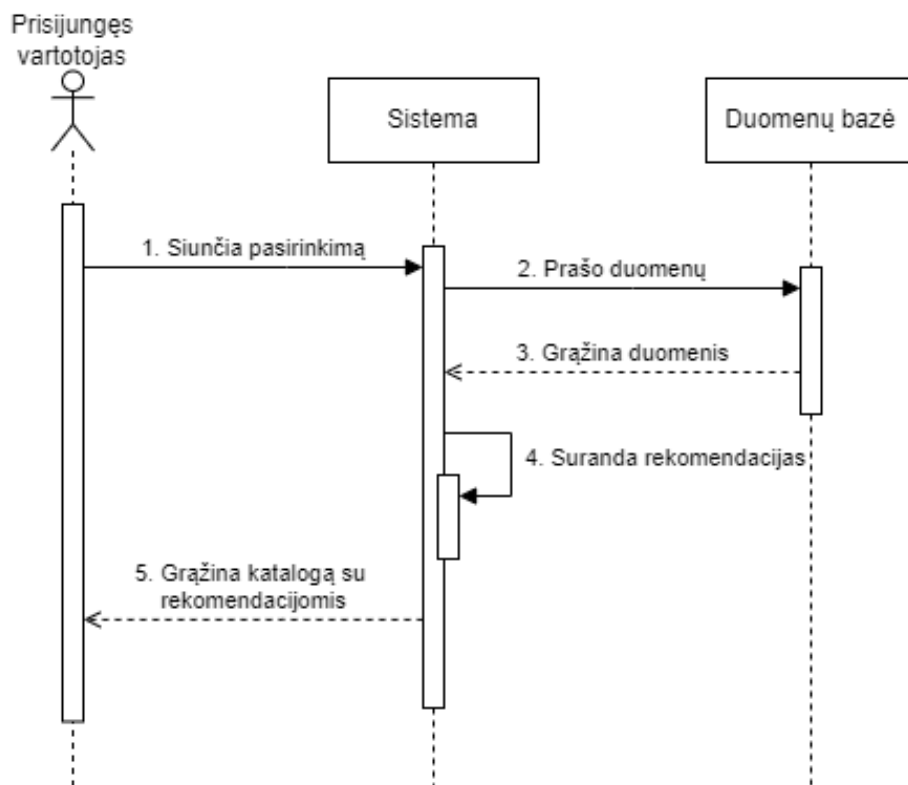 Prisijungęs
vartotojas
Sistema
Duomenų bazė
1. Siunčia pasirinkimą
2. Prašo duomenų
3. Grąžina duomenis
4. Suranda rekomendacijas
5. Grąžina katalogą su
rekomendacijomis